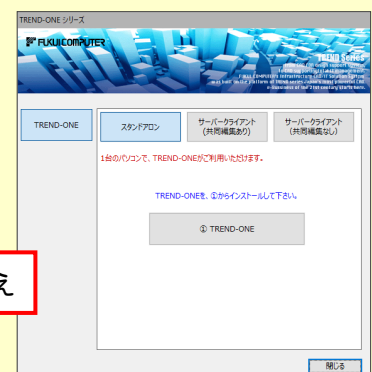 TREND-ONE シリーズ
FUKUI COMPUTER
TREND Series
TREND-ONE
スタンドアロン
サーバークライアント
(共同編集あり)
サーバークライアント
(共同編集なし)
1台のパソコンで、TREND-ONEがご利用いただけます。
TREND-ONEを、①からインストールして下さい。
① TREND-ONE
え
閉じる